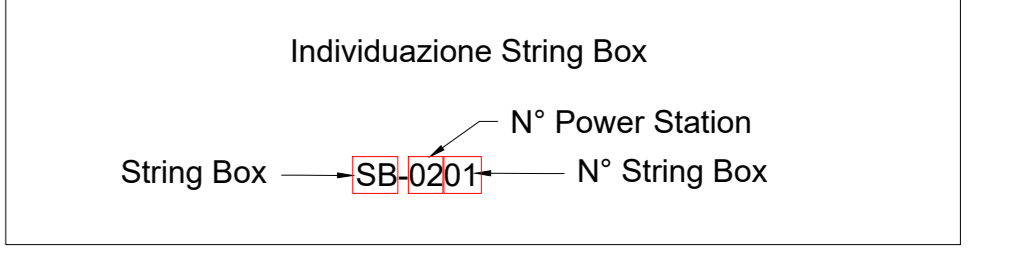 Individuazione String Box
N° Power Station
String Box SB-0201 N° String Box